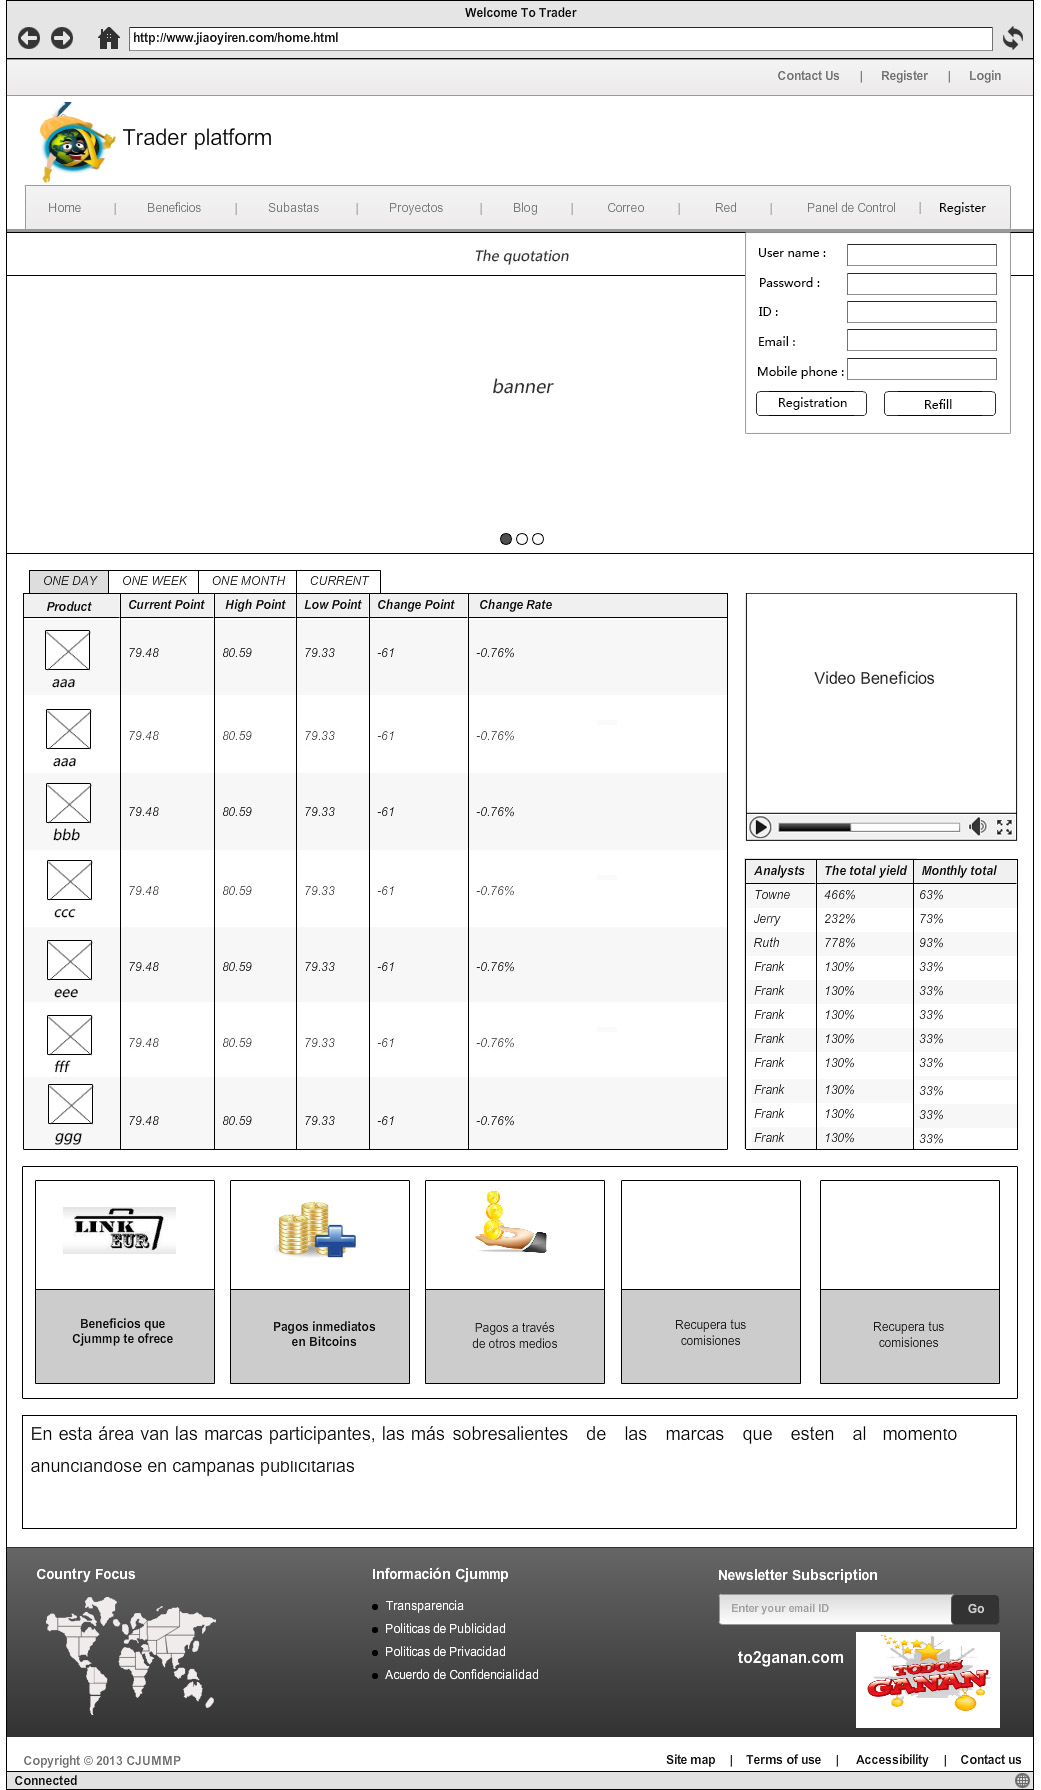 Welcome To Trader
http://www.jiaoyiren.com/home.html
Contact Us | Register | Login
Trader platform
Home | Beneficios | Subastas | Proyectos | Blog | Correo | Red | Panel de Control | Register
The quotation
User name :
Password :
ID :
Email :
Mobile phone :
Registration Refill
banner
ONE DAY ONE WEEK ONE MONTH CURRENT
Product Current Point High Point Low Point Change Point Change Rate
79.48 80.59 79.33 -61 -0.76%
aaa
79.48 80.59 79.33 -61 -0.76%
aaa
79.48 80.59 79.33 -61 -0.76%
bbb
79.48 80.59 79.33 -61 -0.76%
ccc
79.48 80.59 79.33 -61 -0.76%
eee
79.48 80.59 79.33 -61 -0.76%
fff
79.48 80.59 79.33 -61 -0.76%
ggg
Video Beneficios
Analysts The total yield Monthly total
Towne 466% 63%
Jerry 232% 73%
Ruth 778% 93%
Frank 130% 33%
Frank 130% 33%
Frank 130% 33%
Frank 130% 33%
Frank 130% 33%
Frank 130% 33%
Frank 130% 33%
Frank 130% 33%
LINK
EUR
Beneficios que
Cjummp te ofrece
Pagos inmediatos
en Bitcoins
Pagos a través
de otros medios
Recupera tus
comisiones
Recupera tus
comisiones
En esta área van las marcas participantes, las más sobresalientes de las marcas que esten al momento
anunciandose en campanas publicitarias
Country Focus
Información Cjummp
Transparencia
Politicas de Publicidad
Politicas de Privacidad
Acuerdo de Confidencialidad
Newsletter Subscription
Enter your email ID Go
to2ganan.com
TODOS
GANAN
Copyright © 2013 CJUMMP
Site map | Terms of use | Accessibility | Contact us
Connected